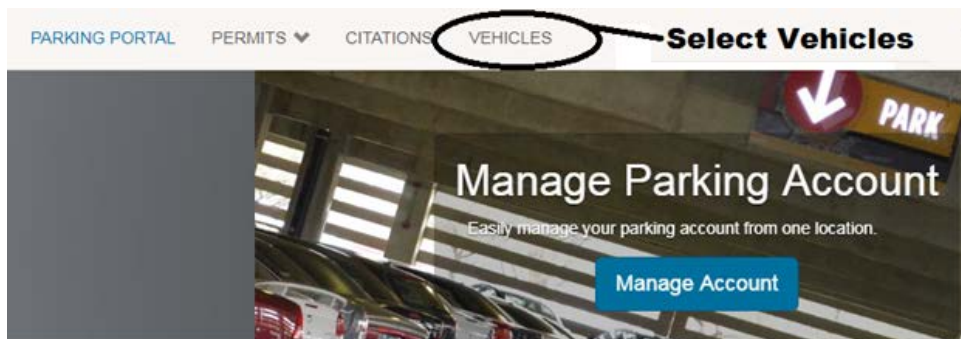 PARKING PORTAL PERMITS CITATIONS VEHICLES Select Vehicles
PARK
Manage Parking Account
Easily manage your parking account from one location.
Manage Account